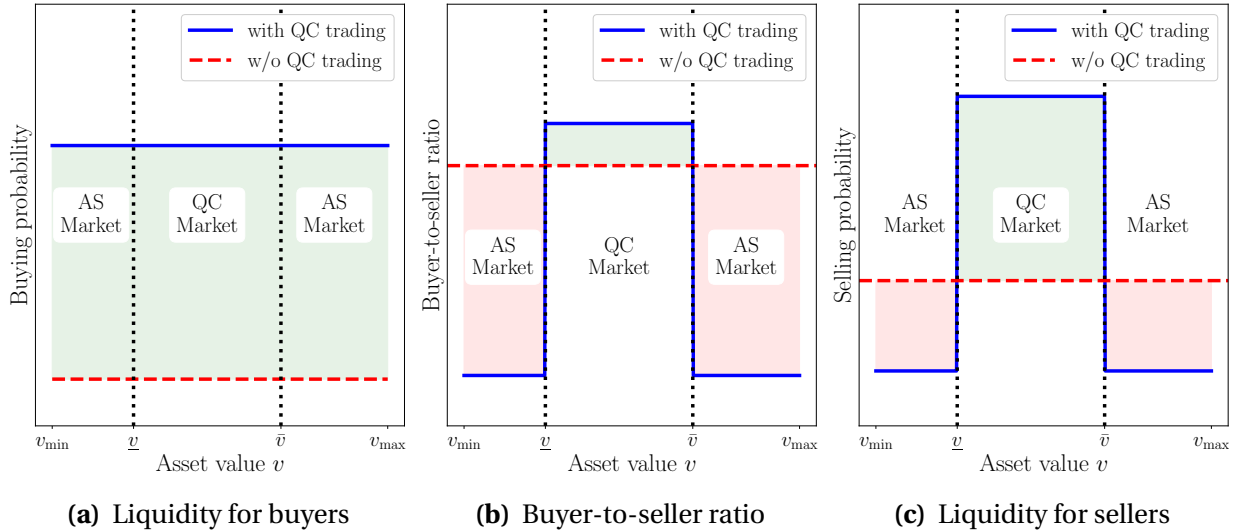 with QC trading
w/o QC trading
Buying probability
AS
Market
QC
Market
AS
Market
v_min
v̲
v̄
v_max
Asset value v
(a) Liquidity for buyers
with QC trading
w/o QC trading
Buyer-to-seller ratio
AS
Market
QC
Market
AS
Market
v_min
v̲
v̄
v_max
Asset value v
(b) Buyer-to-seller ratio
with QC trading
w/o QC trading
Selling probability
AS
Market
QC
Market
AS
Market
v_min
v̲
v̄
v_max
Asset value v
(c) Liquidity for sellers